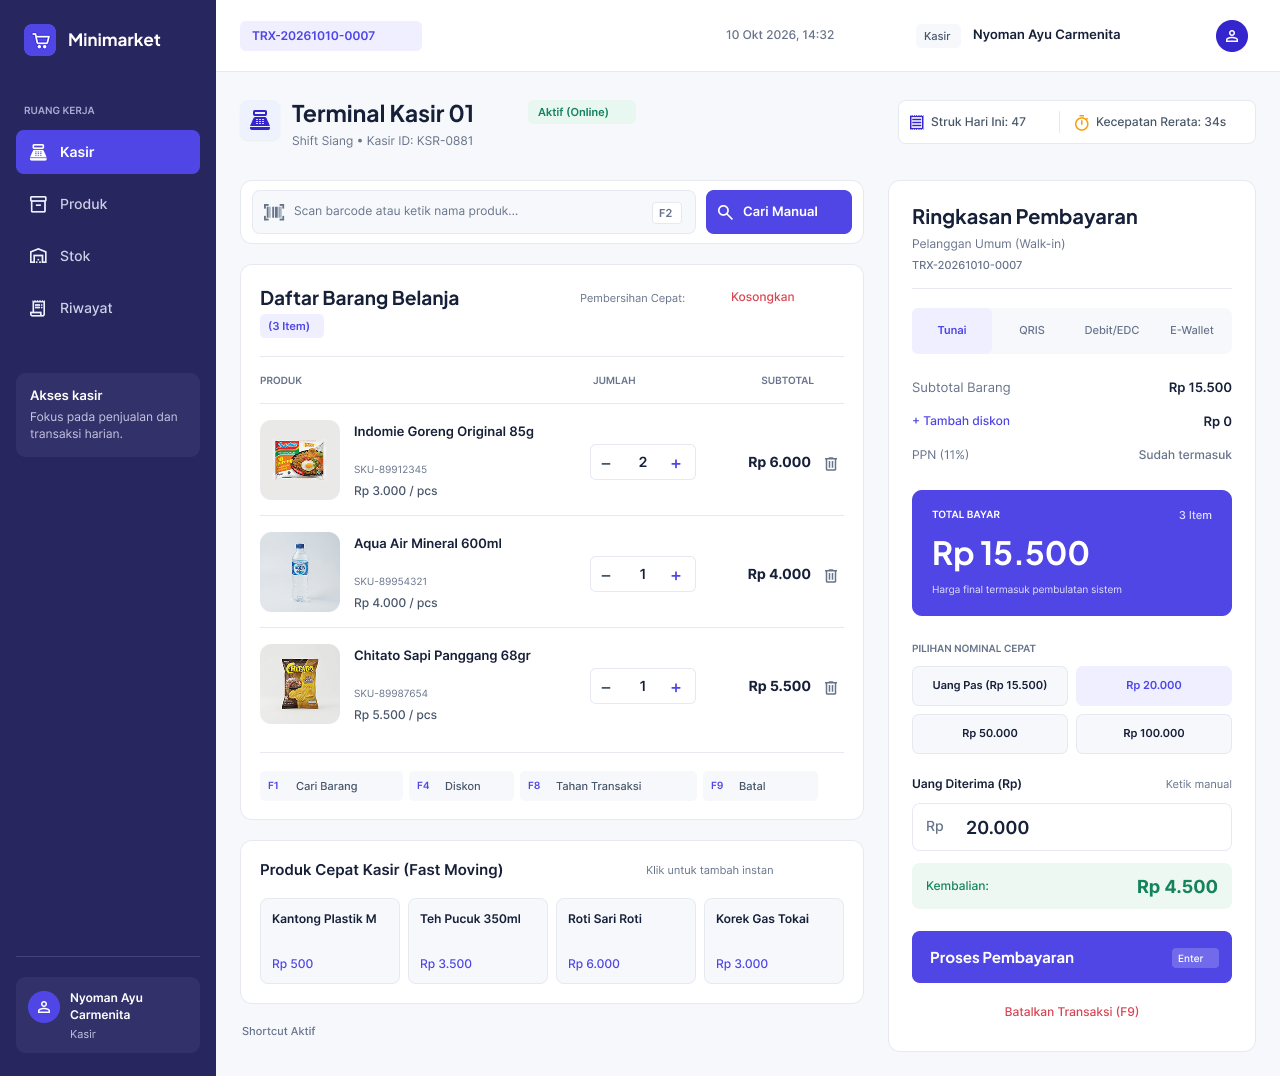 Minimarket
RUANG KERJA
Kasir
Produk
Stok
Riwayat
Akses kasir
Fokus pada penjualan dan
transaksi harian.
Nyoman Ayu
Carmenita
Kasir
TRX-20261010-0007
10 Okt 2026, 14:32
Kasir
Nyoman Ayu Carmenita
Terminal Kasir 01
Aktif (Online)
Shift Siang • Kasir ID: KSR-0881
Struk Hari Ini: 47
Kecepatan Rerata: 34s
Scan barcode atau ketik nama produk...
F2
Cari Manual
Daftar Barang Belanja
(3 Item)
Pembersihan Cepat:
Kosongkan
PRODUK
JUMLAH
SUBTOTAL
Indomie Goreng Original 85g
SKU-89912345
Rp 3.000 / pcs
− 2 +
Rp 6.000
Aqua Air Mineral 600ml
SKU-89954321
Rp 4.000 / pcs
− 1 +
Rp 4.000
CHITATO
Chitato Sapi Panggang 68gr
SKU-89987654
Rp 5.500 / pcs
− 1 +
Rp 5.500
F1 Cari Barang
F4 Diskon
F8 Tahan Transaksi
F9 Batal
Produk Cepat Kasir (Fast Moving)
Klik untuk tambah instan
Kantong Plastik M
Rp 500
Teh Pucuk 350ml
Rp 3.500
Roti Sari Roti
Rp 6.000
Korek Gas Tokai
Rp 3.000
Shortcut Aktif
Ringkasan Pembayaran
Pelanggan Umum (Walk-in)
TRX-20261010-0007
Tunai
QRIS
Debit/EDC
E-Wallet
Subtotal Barang
Rp 15.500
+ Tambah diskon
Rp 0
PPN (11%)
Sudah termasuk
TOTAL BAYAR
3 Item
Rp 15.500
Harga final termasuk pembulatan sistem
PILIHAN NOMINAL CEPAT
Uang Pas (Rp 15.500)
Rp 20.000
Rp 50.000
Rp 100.000
Uang Diterima (Rp)
Ketik manual
Rp 20.000
Kembalian:
Rp 4.500
Proses Pembayaran
Enter
Batalkan Transaksi (F9)